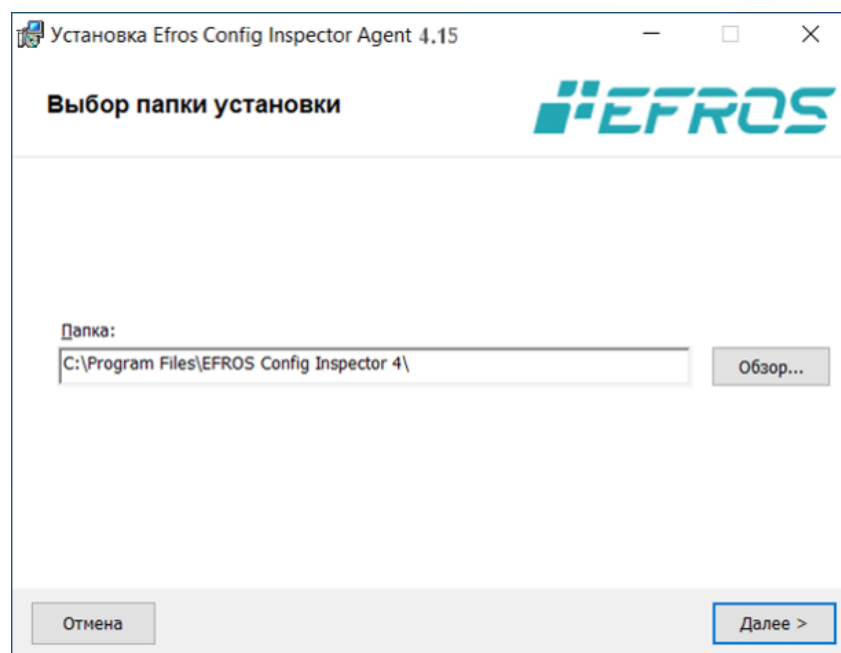 Установка Efros Config Inspector Agent 4.15
Выбор папки установки
EFROS
Папка:
C:\Program Files\EFROS Config Inspector 4\
Обзор...
Отмена
Далее >